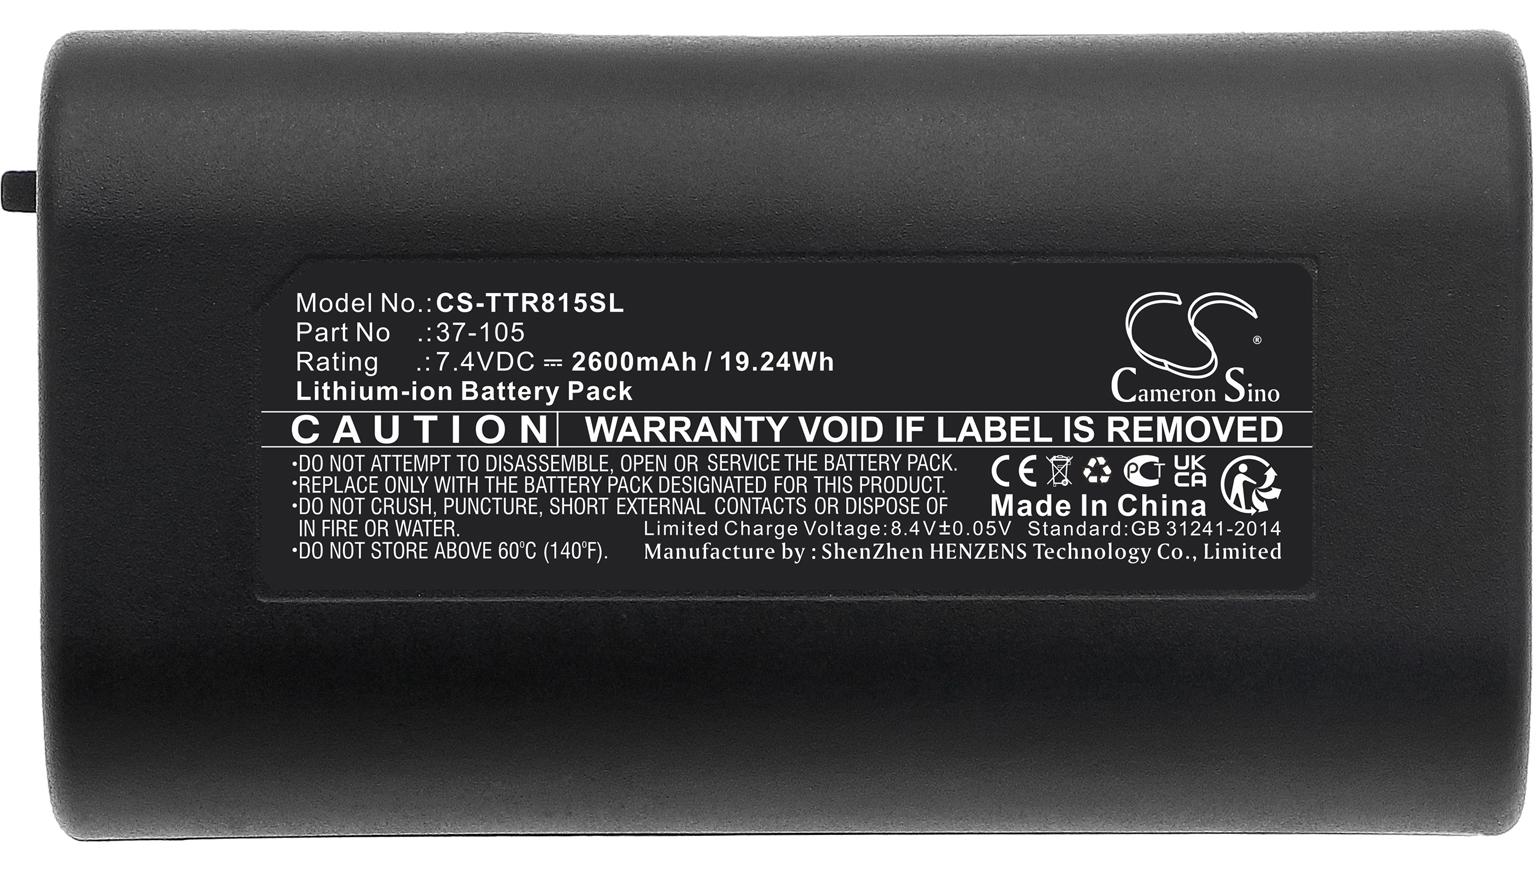 Model No.:CS-TTR815SL
Part No .:37-105
Rating .:7.4VDC ⎓ 2600mAh / 19.24Wh
Lithium-ion Battery Pack
CS
®
Cameron Sino
CAUTION WARRANTY VOID IF LABEL IS REMOVED
•DO NOT ATTEMPT TO DISASSEMBLE, OPEN OR SERVICE THE BATTERY PACK.
•REPLACE ONLY WITH THE BATTERY PACK DESIGNATED FOR THIS PRODUCT.
•DO NOT CRUSH, PUNCTURE, SHORT EXTERNAL CONTACTS OR DISPOSE OF
IN FIRE OR WATER.
•DO NOT STORE ABOVE 60°C (140°F).
CE PCT UK CA
Made In China
Limited Charge Voltage:8.4V±0.05V Standard:GB 31241-2014
Manufacture by : ShenZhen HENZENS Technology Co., Limited